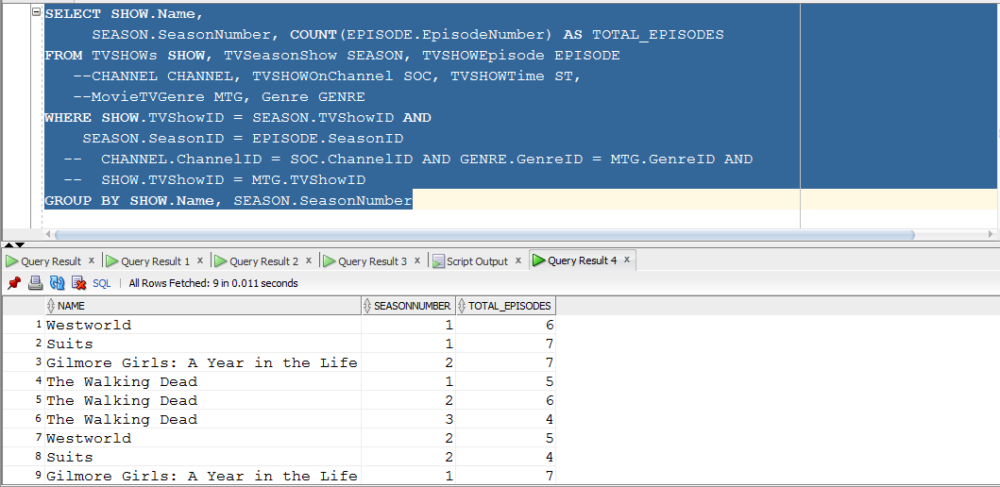 SELECT SHOW.Name,
SEASON.SeasonNumber, COUNT(EPISODE.EpisodeNumber) AS TOTAL_EPISODES
FROM TVSHOWs SHOW, TVSeasonShow SEASON, TVSHOWEpisode EPISODE
--CHANNEL CHANNEL, TVSHOWOnChannel SOC, TVSHOWTime ST,
--MovieTVGenre MTG, Genre GENRE
WHERE SHOW.TVShowID = SEASON.TVShowID AND
SEASON.SeasonID = EPISODE.SeasonID
-- CHANNEL.ChannelID = SOC.ChannelID AND GENRE.GenreID = MTG.GenreID AND
-- SHOW.TVShowID = MTG.TVShowID
GROUP BY SHOW.Name, SEASON.SeasonNumber
Query Result x Query Result 1 x Query Result 2 x Query Result 3 x Script Output x Query Result 4 x
SQL | All Rows Fetched: 9 in 0.011 seconds
NAME SEASONNUMBER TOTAL_EPISODES
1 Westworld 1 6
2 Suits 1 7
3 Gilmore Girls: A Year in the Life 2 7
4 The Walking Dead 1 5
5 The Walking Dead 2 6
6 The Walking Dead 3 4
7 Westworld 2 5
8 Suits 2 4
9 Gilmore Girls: A Year in the Life 1 7